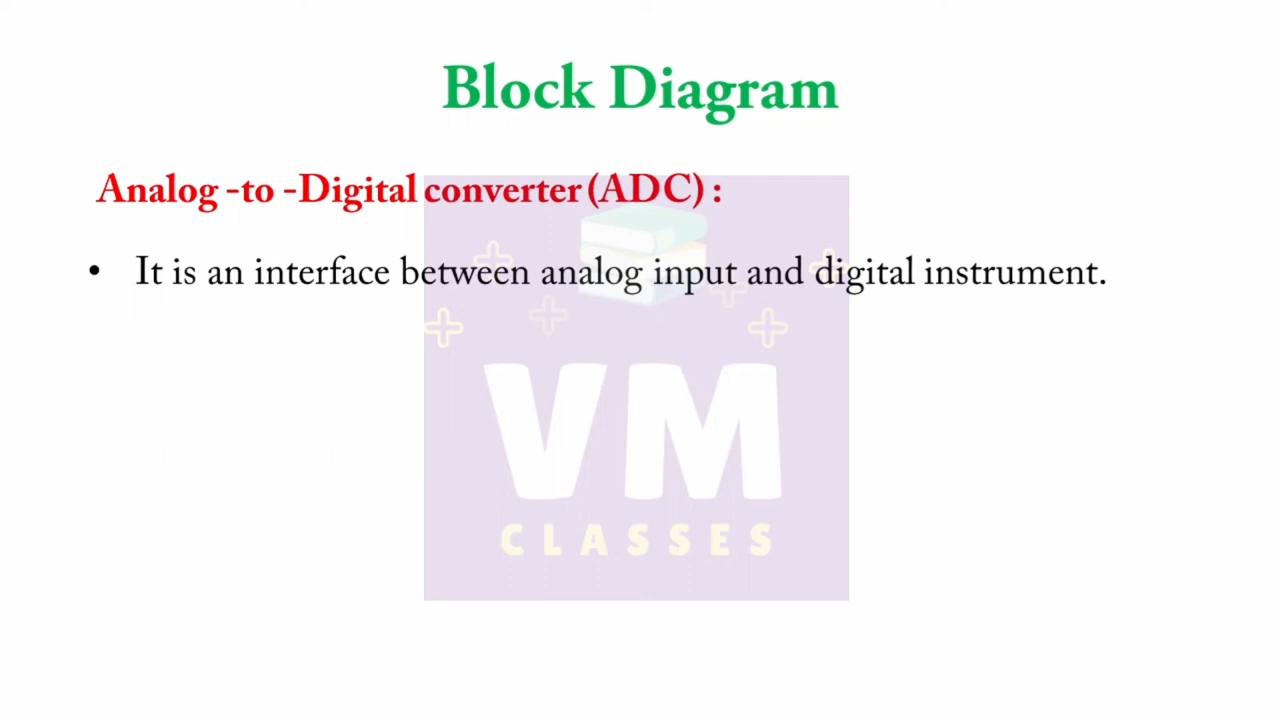 Block Diagram
Analog -to -Digital converter (ADC) :
• It is an interface between analog input and digital instrument.
VM
CLASSES